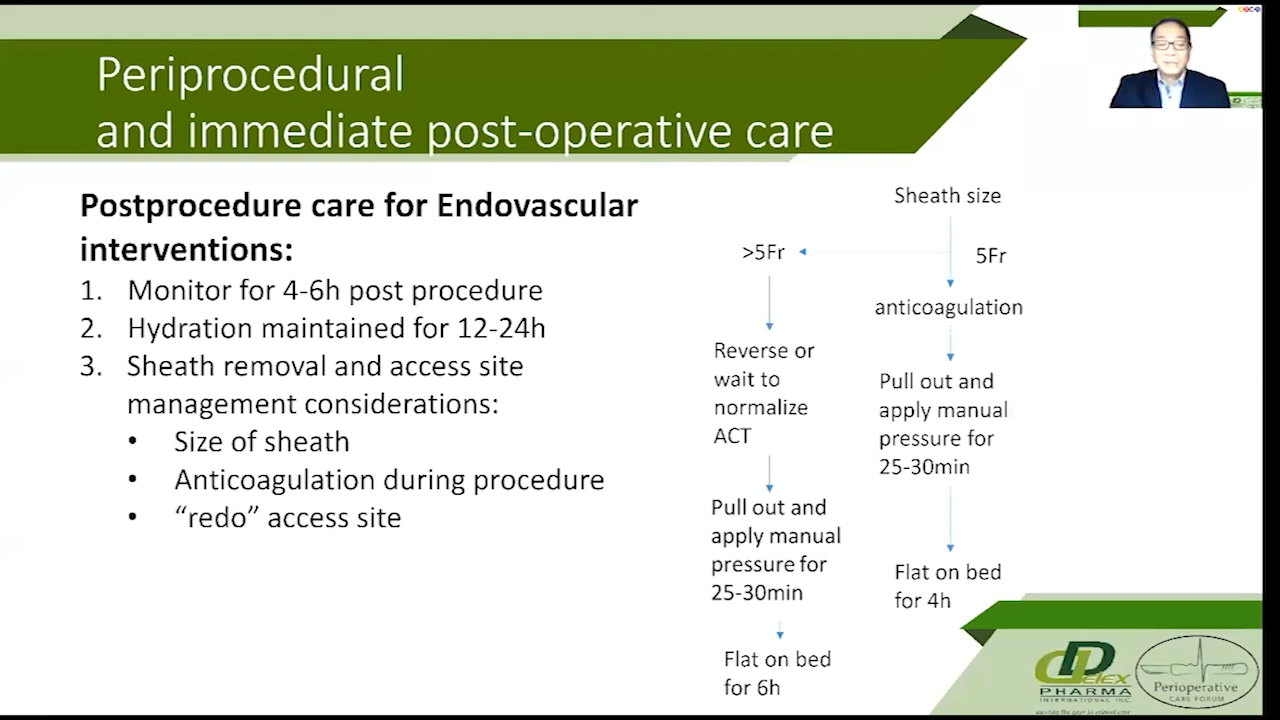 Periprocedural
and immediate post-operative care
Postprocedure care for Endovascular
interventions:
1. Monitor for 4-6h post procedure
2. Hydration maintained for 12-24h
3. Sheath removal and access site
management considerations:
• Size of sheath
• Anticoagulation during procedure
• “redo” access site
Sheath size
>5Fr
5Fr
anticoagulation
Reverse or
wait to
normalize
ACT
Pull out and
apply manual
pressure for
25-30min
Flat on bed
for 6h
Pull out and
apply manual
pressure for
25-30min
Flat on bed
for 4h
PHARMA
INTERNATIONAL INC.
Perioperative
CARE FORUM